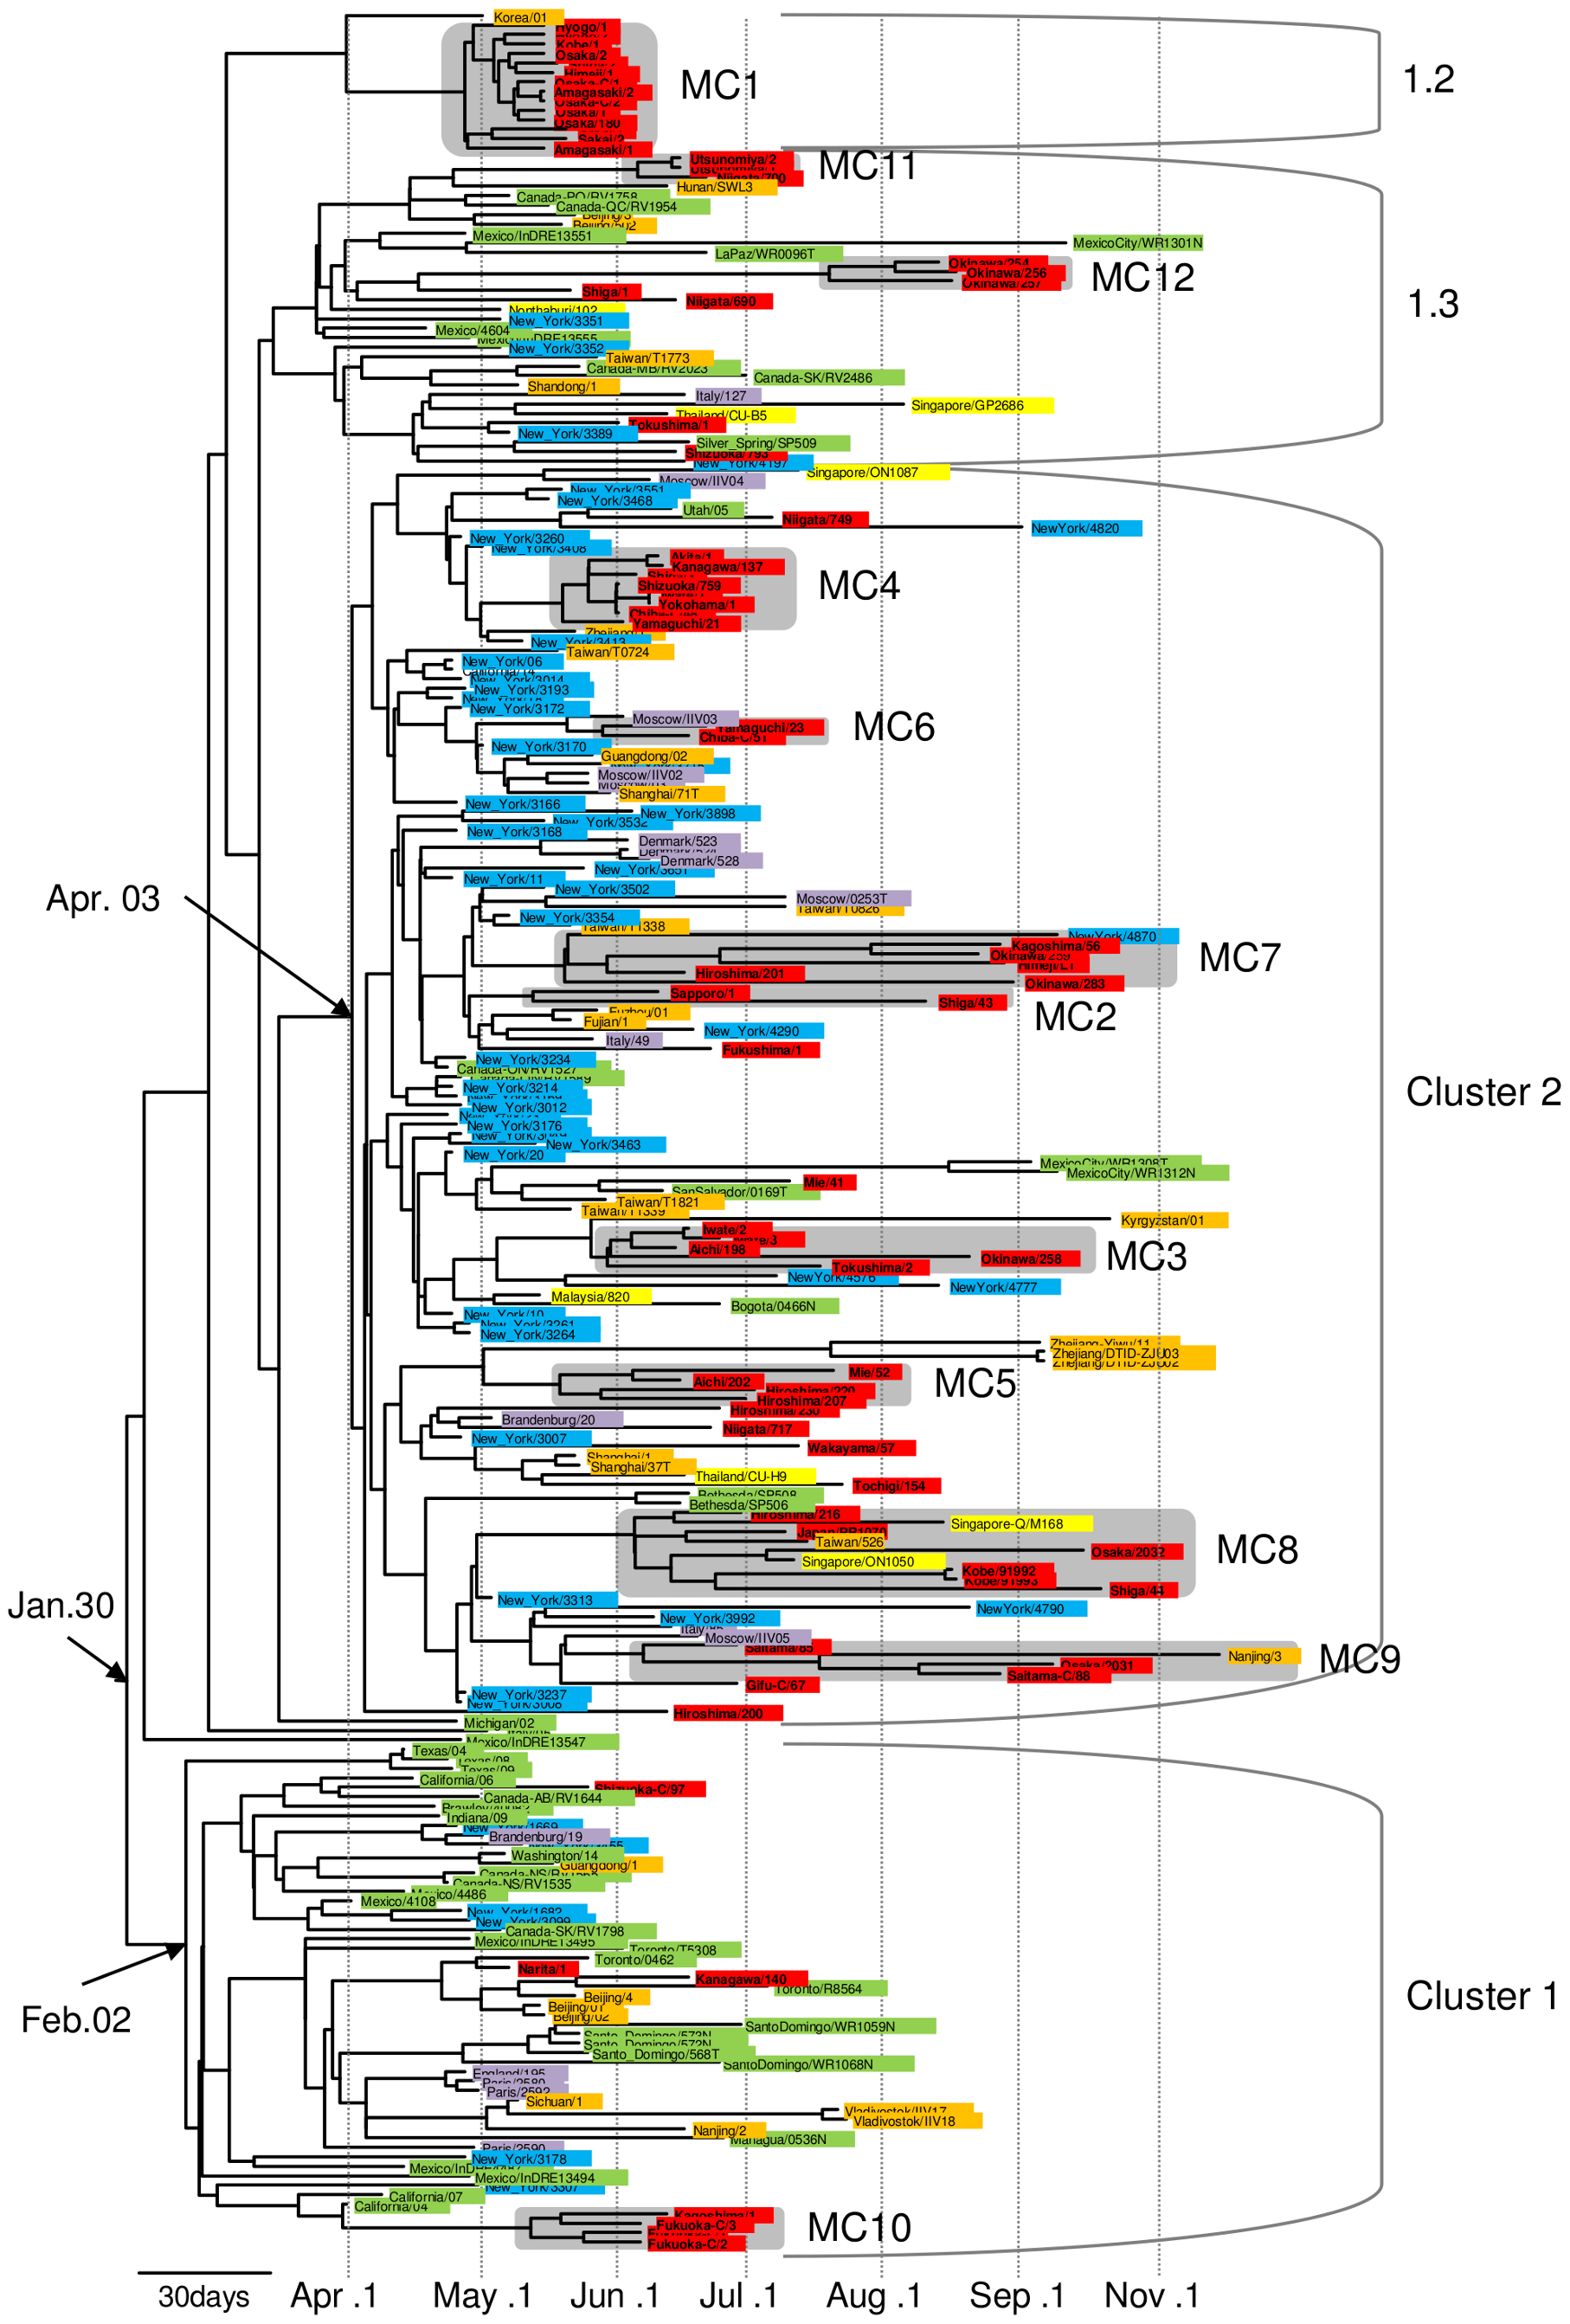 Korea/01
Hyogo/1
Kobe/1
Osaka/2
Himeji/1
Osaka-C/1
Amagasaki/2
Osaka-C/2
Osaka/1
Osaka/180
Sakai/2
Amagasaki/1
MC1
1.2
Utsunomiya/2
Niigata/700
MC11
Hunan/SWL3
Canada-PQ/RV1758
Canada-QC/RV1954
Beijing/3
Beijing/502
Mexico/InDRE13551
MexicoCity/WR1301N
LaPaz/WR0096T
Okinawa/254
Okinawa/256
Okinawa/257
MC12
Shiga/1
Niigata/690
1.3
Nonthaburi/102
New_York/3351
Mexico/4604
Mexico/InDRE13555
New_York/3352
Taiwan/T1773
Canada-MB/RV2023
Canada-SK/RV2486
Shandong/1
Italy/127
Singapore/GP2686
Thailand/CU-B5
Tokushima/1
New_York/3389
Silver_Spring/SP509
Shizuoka/793
New_York/4197
Singapore/ON1087
Moscow/IIV04
New_York/3551
New_York/3468
Utah/05
Niigata/749
NewYork/4820
New_York/3260
New_York/3408
Akita/1
Kanagawa/137
Shizuoka/759
Yokohama/1
Yamaguchi/21
MC4
New_York/3413
Taiwan/T0724
New_York/06
California/14
New_York/3014
New_York/3193
New_York/3172
Moscow/IIV03
Yamaguchi/23
Chiba-C/51
MC6
New_York/3170
Guangdong/02
Moscow/IIV02
Shanghai/71T
New_York/3166
New_York/3898
New_York/3532
New_York/3168
Denmark/523
Denmark/528
New_York/3651
New_York/11
New_York/3502
Moscow/0253T
Taiwan/T0826
New_York/3354
Taiwan/T1338
Apr. 03
NewYork/4870
Kagoshima/56
Okinawa/259
Himeji/L1
Hiroshima/201
Okinawa/283
MC7
Sapporo/1
Shiga/43
MC2
Fuzhou/01
Fujian/1
New_York/4290
Italy/49
Fukushima/1
New_York/3234
Canada-ON/RV1527
New_York/3214
New_York/3012
New_York/3176
New_York/3463
New_York/20
Cluster 2
MexicoCity/WR1308T
MexicoCity/WR1312N
Mie/41
SanSalvador/0169T
Taiwan/T1821
Taiwan/T1339
Kyrgyzstan/01
Iwate/2
Iwate/3
Aichi/198
Okinawa/258
Tokushima/2
MC3
NewYork/4576
NewYork/4777
Malaysia/820
Bogota/0466N
New_York/10
New_York/3261
New_York/3264
Zhejiang-Yiwu/11
Zhejiang/DTID-ZJU03
Zhejiang/DTID-ZJU02
Mie/52
Aichi/202
Hiroshima/220
Hiroshima/207
MC5
Hiroshima/230
Brandenburg/20
Niigata/717
New_York/3007
Wakayama/57
Shanghai/1
Shanghai/37T
Thailand/CU-H9
Tochigi/154
Bethesda/SP508
Bethesda/SP506
Hiroshima/216
Singapore-Q/M168
Japan/PR1070
Taiwan/526
Osaka/2032
Singapore/ON1050
Kobe/91992
Kobe/91993
Shiga/44
MC8
Jan.30
New_York/3313
NewYork/4790
New_York/3992
Moscow/IIV05
Saitama/85
Nanjing/3
Osaka/2031
Saitama-C/88
MC9
Gifu-C/67
New_York/3237
New_York/3008
Hiroshima/200
Michigan/02
Mexico/InDRE13547
Texas/04
Texas/08
Texas/09
California/06
Shizuoka-C/97
Canada-AB/RV1644
Indiana/09
New_York/1669
Brandenburg/19
Washington/14
Guangdong/1
Canada-NS/RV1535
Mexico/4486
Mexico/4108
New_York/1682
New_York/3099
Canada-SK/RV1798
Mexico/InDRE13495
Toronto/T5308
Toronto/0462
Narita/1
Kanagawa/140
Toronto/R8564
Beijing/4
Beijing/01
Beijing/02
Cluster 1
Feb.02
SantoDomingo/WR1059N
Santo_Domingo/573N
Santo_Domingo/572N
Santo_Domingo/568T
SantoDomingo/WR1068N
England/195
Paris/2580
Paris/2592
Sichuan/1
Vladivostok/IIV17
Vladivostok/IIV18
Nanjing/2
Managua/0536N
Paris/2590
New_York/3178
Mexico/InDRE13494
New_York/3307
California/07
California/04
Kagoshima/1
Fukuoka-C/3
Fukuoka-C/2
MC10
30days
Apr .1
May .1
Jun .1
Jul .1
Aug .1
Sep .1
Nov .1